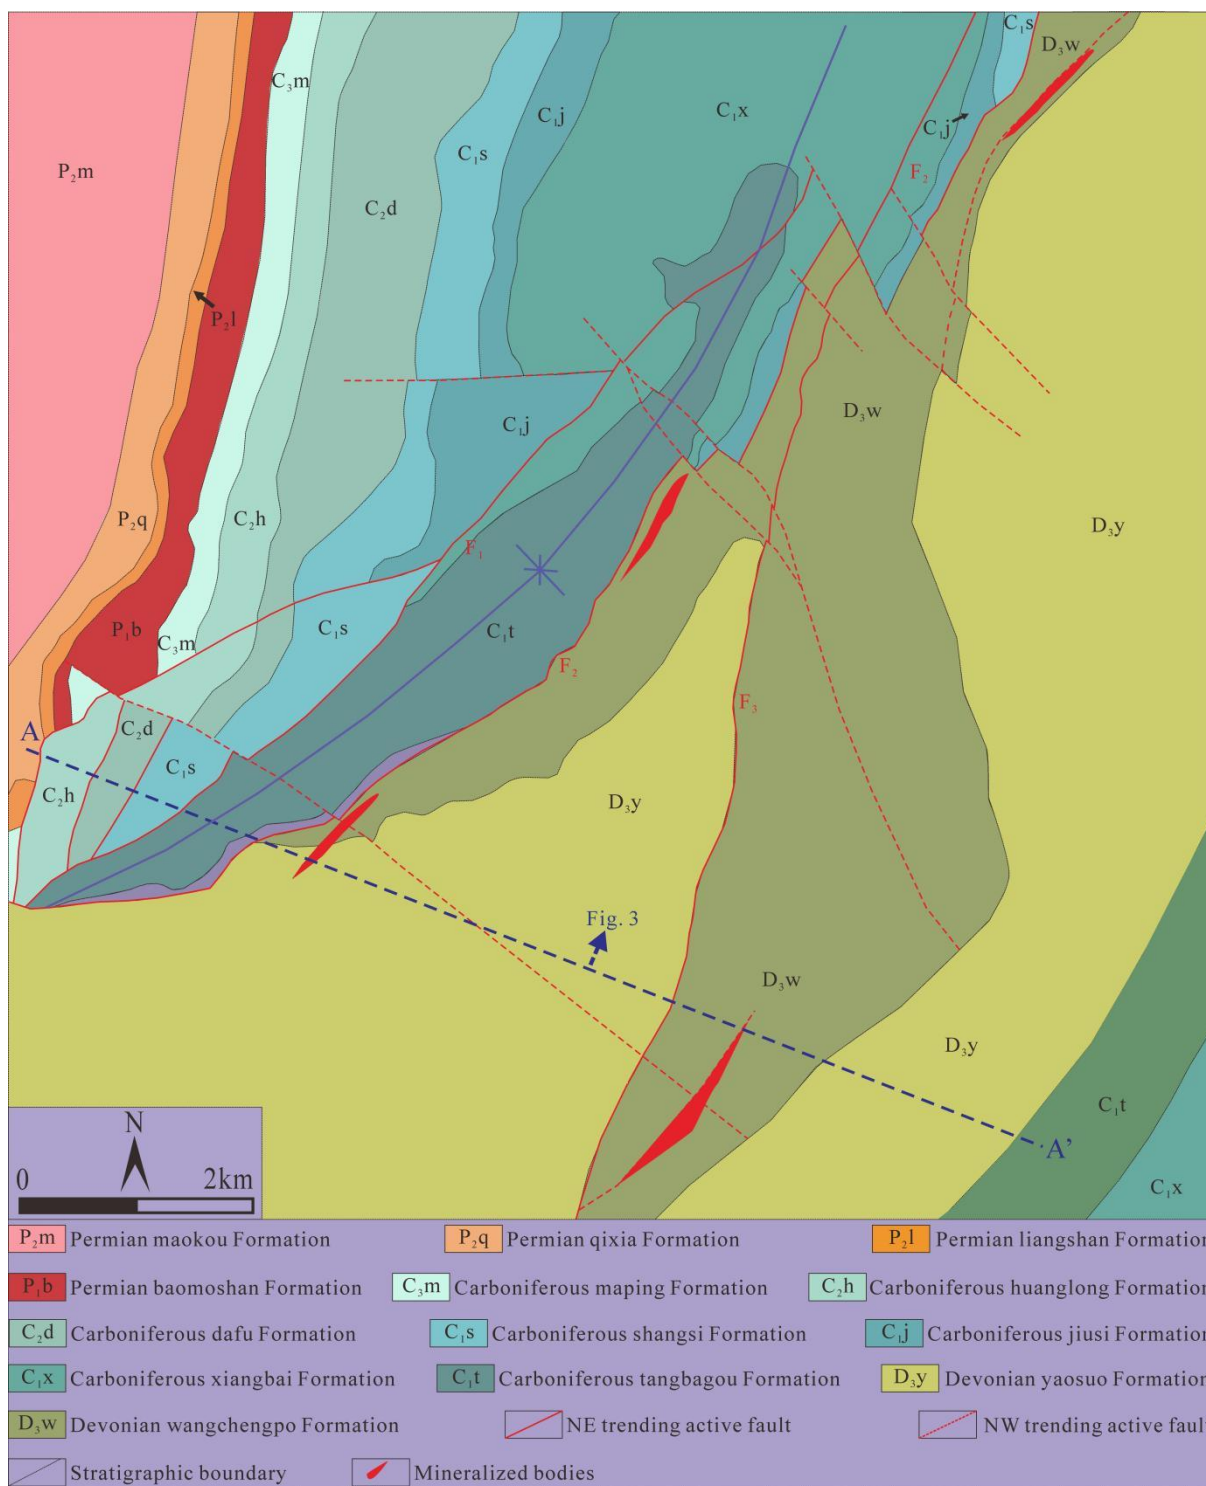 C₁s
D₃w
C₃m
C₁j
C₁x
C₁j
P₂m
C₁s
F₂
C₂d
P₂l
D₃w
C₁j
P₂q
C₂h
D₃y
F₁
P₁b
C₃m
C₁s
C₁t
F₂
F₃
A
C₂d
C₁s
C₂h
D₃y
Fig. 3
D₃w
D₃y
C₁t
N
A’
0 2km
C₁x
P₂m Permian maokou Formation P₂q Permian qixia Formation P₂l Permian liangshan Formation
P₁b Permian baomoshan Formation C₃m Carboniferous maping Formation C₂h Carboniferous huanglong Formation
C₂d Carboniferous dafu Formation C₁s Carboniferous shangsi Formation C₁j Carboniferous jiusi Formation
C₁x Carboniferous xiangbai Formation C₁t Carboniferous tangbagou Formation D₃y Devonian yaosuo Formation
D₃w Devonian wangchengpo Formation NE trending active fault NW trending active fault
Stratigraphic boundary Mineralized bodies